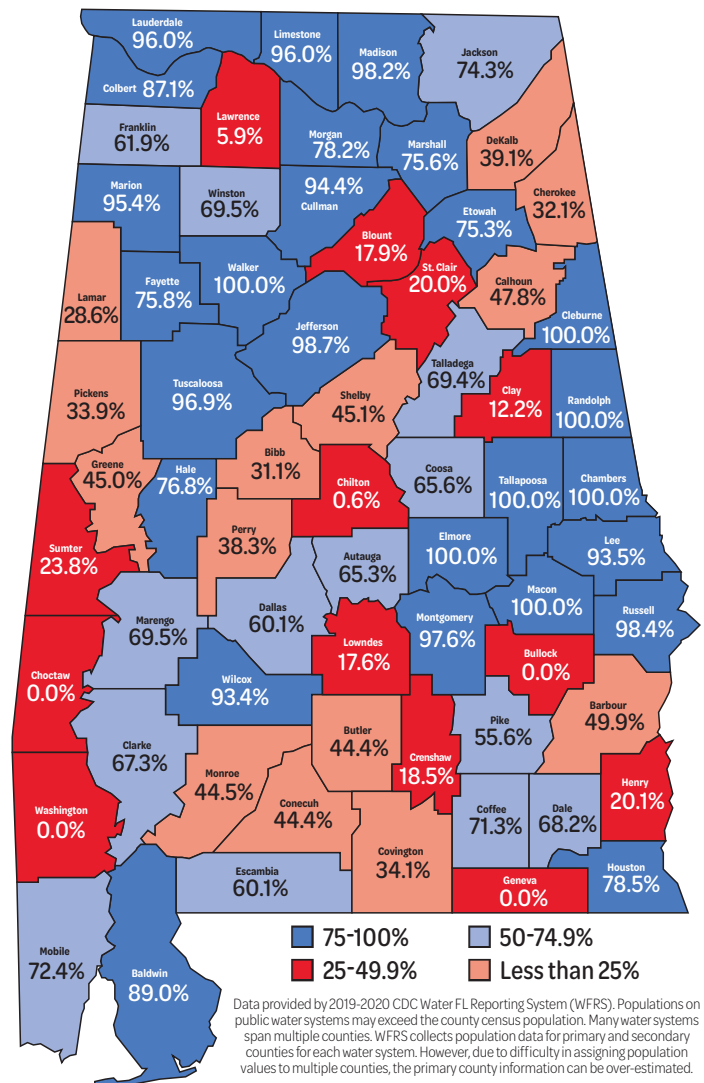 Lauderdale
96.0%
Limestone
96.0%
Madison
98.2%
Jackson
74.3%
Colbert 87.1%
Lawrence
5.9%
Franklin
61.9%
Morgan
78.2%
Marshall
75.6%
DeKalb
39.1%
Cherokee
32.1%
Marion
95.4%
Winston
69.5%
94.4%
Cullman
Etowah
75.3%
Blount
17.9%
St. Clair
20.0%
Calhoun
47.8%
Cleburne
100.0%
Lamar
28.6%
Fayette
75.8%
Walker
100.0%
Jefferson
98.7%
Talladega
69.4%
Clay
12.2%
Randolph
100.0%
Pickens
33.9%
Tuscaloosa
96.9%
Shelby
45.1%
Bibb
31.1%
Greene
45.0%
Hale
76.8%
Chilton
0.6%
Coosa
65.6%
Tallapoosa
100.0%
Chambers
100.0%
Sumter
23.8%
Perry
38.3%
Autauga
65.3%
Elmore
100.0%
Lee
93.5%
Macon
100.0%
Russell
98.4%
Marengo
69.5%
Dallas
60.1%
Lowndes
17.6%
Montgomery
97.6%
Bullock
0.0%
Choctaw
0.0%
Wilcox
93.4%
Barbour
49.9%
Clarke
67.3%
Butler
44.4%
Crenshaw
18.5%
Pike
55.6%
Monroe
44.5%
Conecuh
44.4%
Washington
0.0%
Henry
20.1%
Coffee
71.3%
Dale
68.2%
Covington
34.1%
Escambia
60.1%
Geneva
0.0%
Houston
78.5%
Mobile
72.4%
Baldwin
89.0%
75-100%
50-74.9%
25-49.9%
Less than 25%
Data provided by 2019-2020 CDC Water FL Reporting System (WFRS). Populations on
public water systems may exceed the county census population. Many water systems
span multiple counties. WFRS collects population data for primary and secondary
counties for each water system. However, due to difficulty in assigning population
values to multiple counties, the primary county information can be over-estimated.